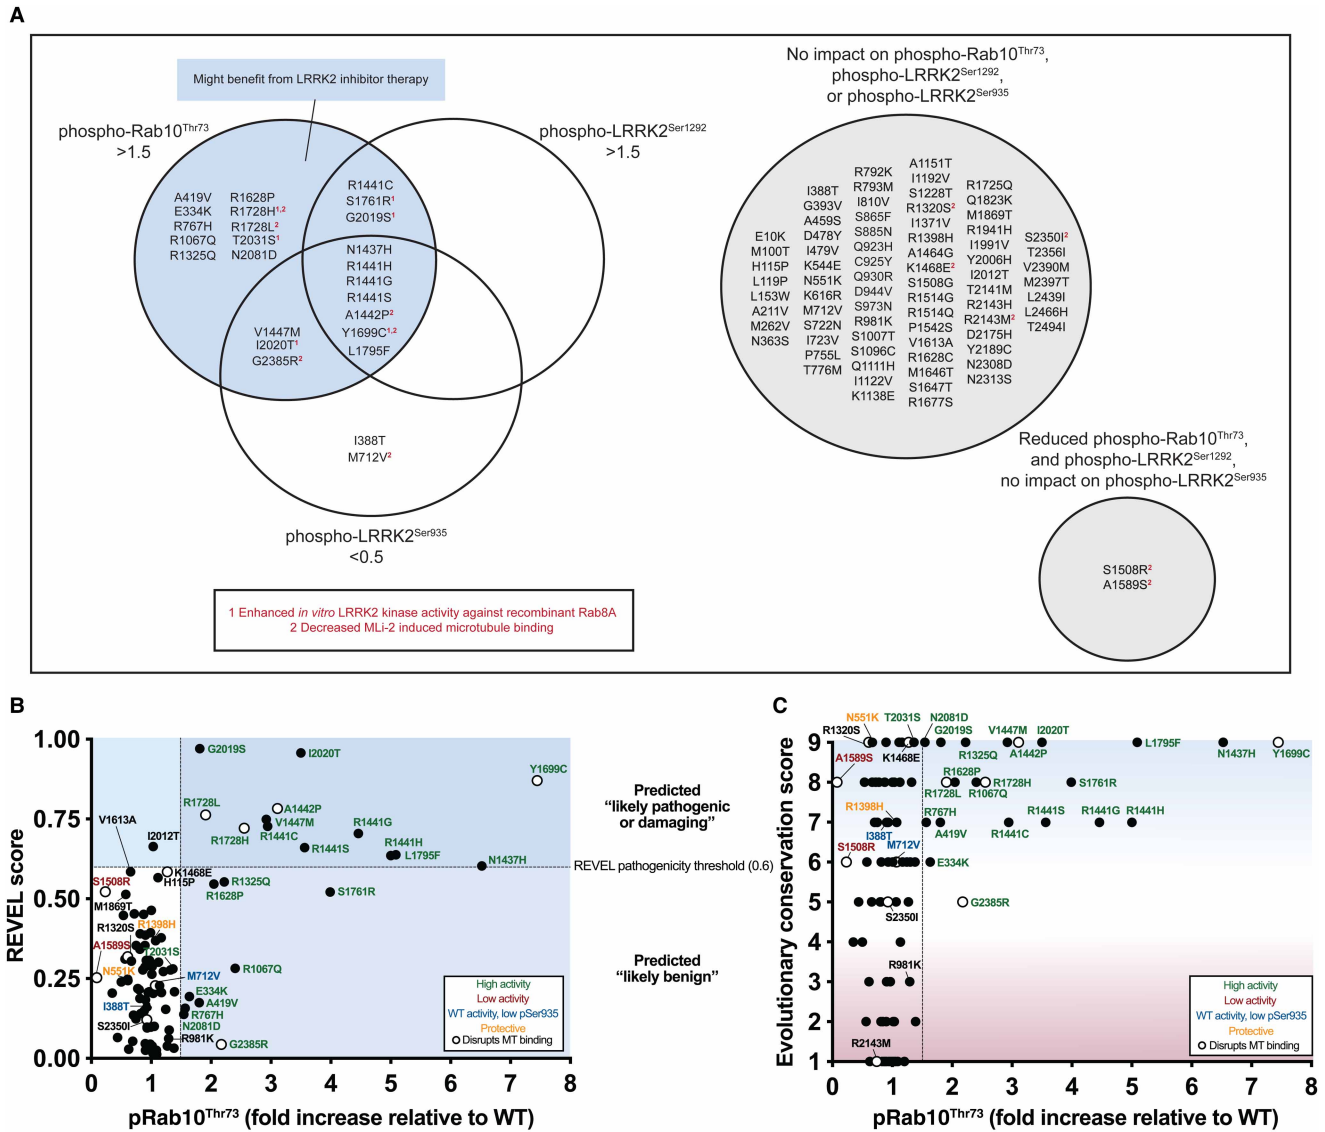 A
Might benefit from LRRK2 inhibitor therapy
phospho-Rab10Thr73
>1.5
phospho-LRRK2Ser1292
>1.5
A419V
E334K
R767H
R1067Q
R1325Q
R1628P
R1728H1,2
R1728L2
T2031S1
N2081D
R1441C
S1761R1
G2019S1
N1437H
R1441H
R1441G
R1441S
A1442P2
Y1699C1,2
L1795F
V1447M
I2020T1
G2385R2
I388T
M712V2
phospho-LRRK2Ser935
<0.5
1 Enhanced in vitro LRRK2 kinase activity against recombinant Rab8A
2 Decreased MLi-2 induced microtubule binding
No impact on phospho-Rab10Thr73,
phospho-LRRK2Ser1292,
or phospho-LRRK2Ser935
E10K
M100T
H115P
L119P
L153W
A211V
M262V
N363S
I388T
G393V
A459S
D478Y
I479V
K544E
N551K
K616R
M712V
S722N
I723V
P755L
T776M
R792K
R793M
I810V
S865F
S885N
Q923H
C925Y
Q930R
D944V
S973N
R981K
S1007T
S1096C
Q1111H
I1122V
K1138E
A1151T
I1192V
S1228T
R1320S2
I1371V
R1398H
A1464G
K1468E2
S1508G
R1514G
R1514Q
P1542S
V1613A
R1628C
M1646T
S1647T
R1677S
R1725Q
Q1823K
M1869T
R1941H
I1991V
Y2006H
I2012T
T2141M
R2143H
R2143M2
D2175H
Y2189C
N2308D
N2313S
S2350I2
T2356I
V2390M
M2397T
L2439I
L2466H
T2494I
Reduced phospho-Rab10Thr73,
and phospho-LRRK2Ser1292,
no impact on phospho-LRRK2Ser935
S1508R2
A1589S2
B
REVEL score
1.00
0.75
0.50
0.25
0.00
0 1 2 3 4 5 6 7 8
pRab10Thr73 (fold increase relative to WT)
G2019S
I2020T
Y1699C
R1728L
A1442P
V1447M
R1728H
R1441C
R1441G
R1441S
R1441H
L1795F
N1437H
V1613A
I2012T
K1468E
H115P
S1508R
M1869T
R1325Q
R1628P
S1761R
R1320S
R1398H
A1589S
T2031S
N551K
M712V
R1067Q
I388T
E334K
A419V
R767H
N2081D
S2350I
R981K
G2385R
High activity
Low activity
WT activity, low pSer935
Protective
Disrupts MT binding
Predicted
“likely pathogenic
or damaging”
REVEL pathogenicity threshold (0.6)
Predicted
“likely benign”
C
Evolutionary conservation score
9
8
7
6
5
4
3
2
1
0 1 2 3 4 5 6 7 8
pRab10Thr73 (fold increase relative to WT)
N551K
T2031S
N2081D
R1320S
G2019S
V1447M
I2020T
K1468E
R1325Q
A1442P
L1795F
N1437H
Y1699C
A1589S
R1628P
R1728H
R1728L
R1067Q
S1761R
R1398H
R767H
A419V
R1441C
R1441S
R1441G
R1441H
I388T
M712V
S1508R
E334K
S2350I
G2385R
R981K
R2143M
High activity
Low activity
WT activity, low pSer935
Protective
Disrupts MT binding